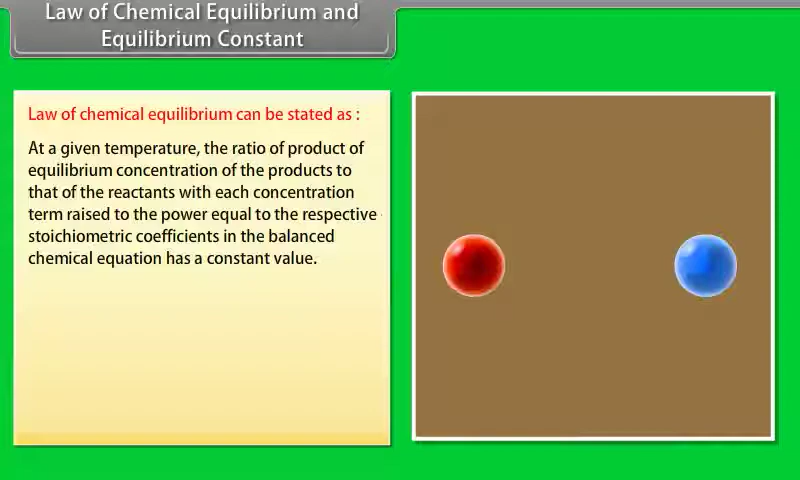 Law of Chemical Equilibrium and
Equilibrium Constant
Law of chemical equilibrium can be stated as :
At a given temperature, the ratio of product of
equilibrium concentration of the products to
that of the reactants with each concentration
term raised to the power equal to the respective
stoichiometric coefficients in the balanced
chemical equation has a constant value.